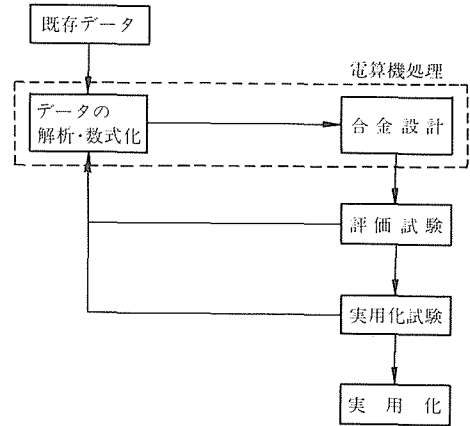 既存データ
電算機処理
データの
解析・数式化
合金設計
評価試験
実用化試験
実用化